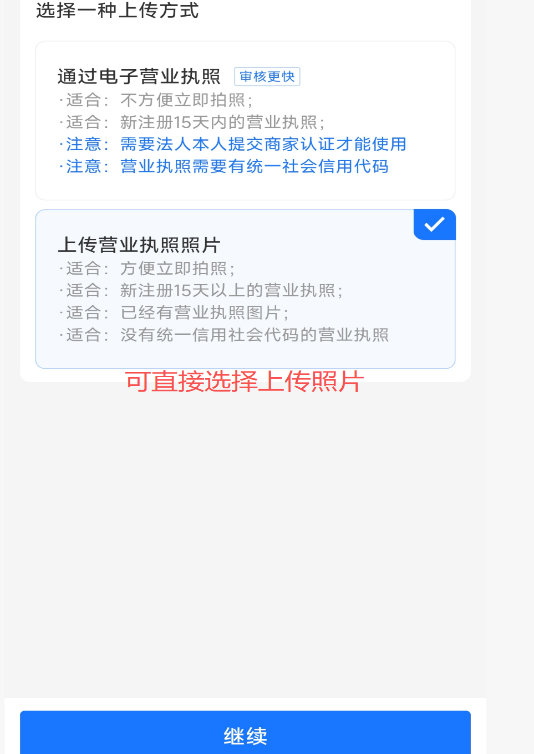 选择一种上传方式
通过电子营业执照 审核更快
·适合：不方便立即拍照；
·适合：新注册15天内的营业执照；
·注意：需要法人本人提交商家认证才能使用
·注意：营业执照需要有统一社会信用代码
上传营业执照照片
·适合：方便立即拍照；
·适合：新注册15天以上的营业执照；
·适合：已经有营业执照图片；
·适合：没有统一信用社会代码的营业执照
可直接选择上传照片
继续